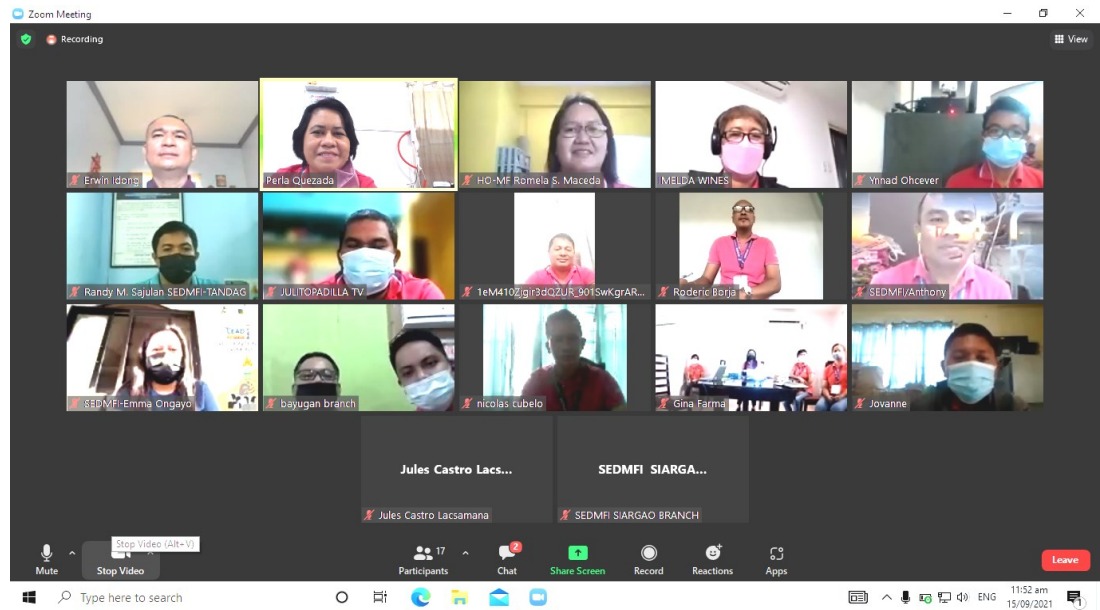 Zoom Meeting
Recording
View
Erwin Idong
Perla Quezada
HO-MF Romela S. Maceda
IMELDA WINES
Ynnad Ohcever
Randy M. Sajulan SEDMFI-TANDAG
JULITOPADILLA TV
Roderic Borja
SEDMFI/Anthony
SEDMFI-Emma Ongayo
bayugan branch
nicolas cubelo
Gina Farma
Jovanne
Jules Castro Lacs...
SEDMFI SIARGA...
Jules Castro Lacsamana
SEDMFI SIARGAO BRANCH
Stop Video (Alt+V)
17
2
Mute
Stop Video
Participants
Chat
Share Screen
Record
Reactions
Apps
Leave
Type here to search
ENG
11:52 am
15/09/2021
1